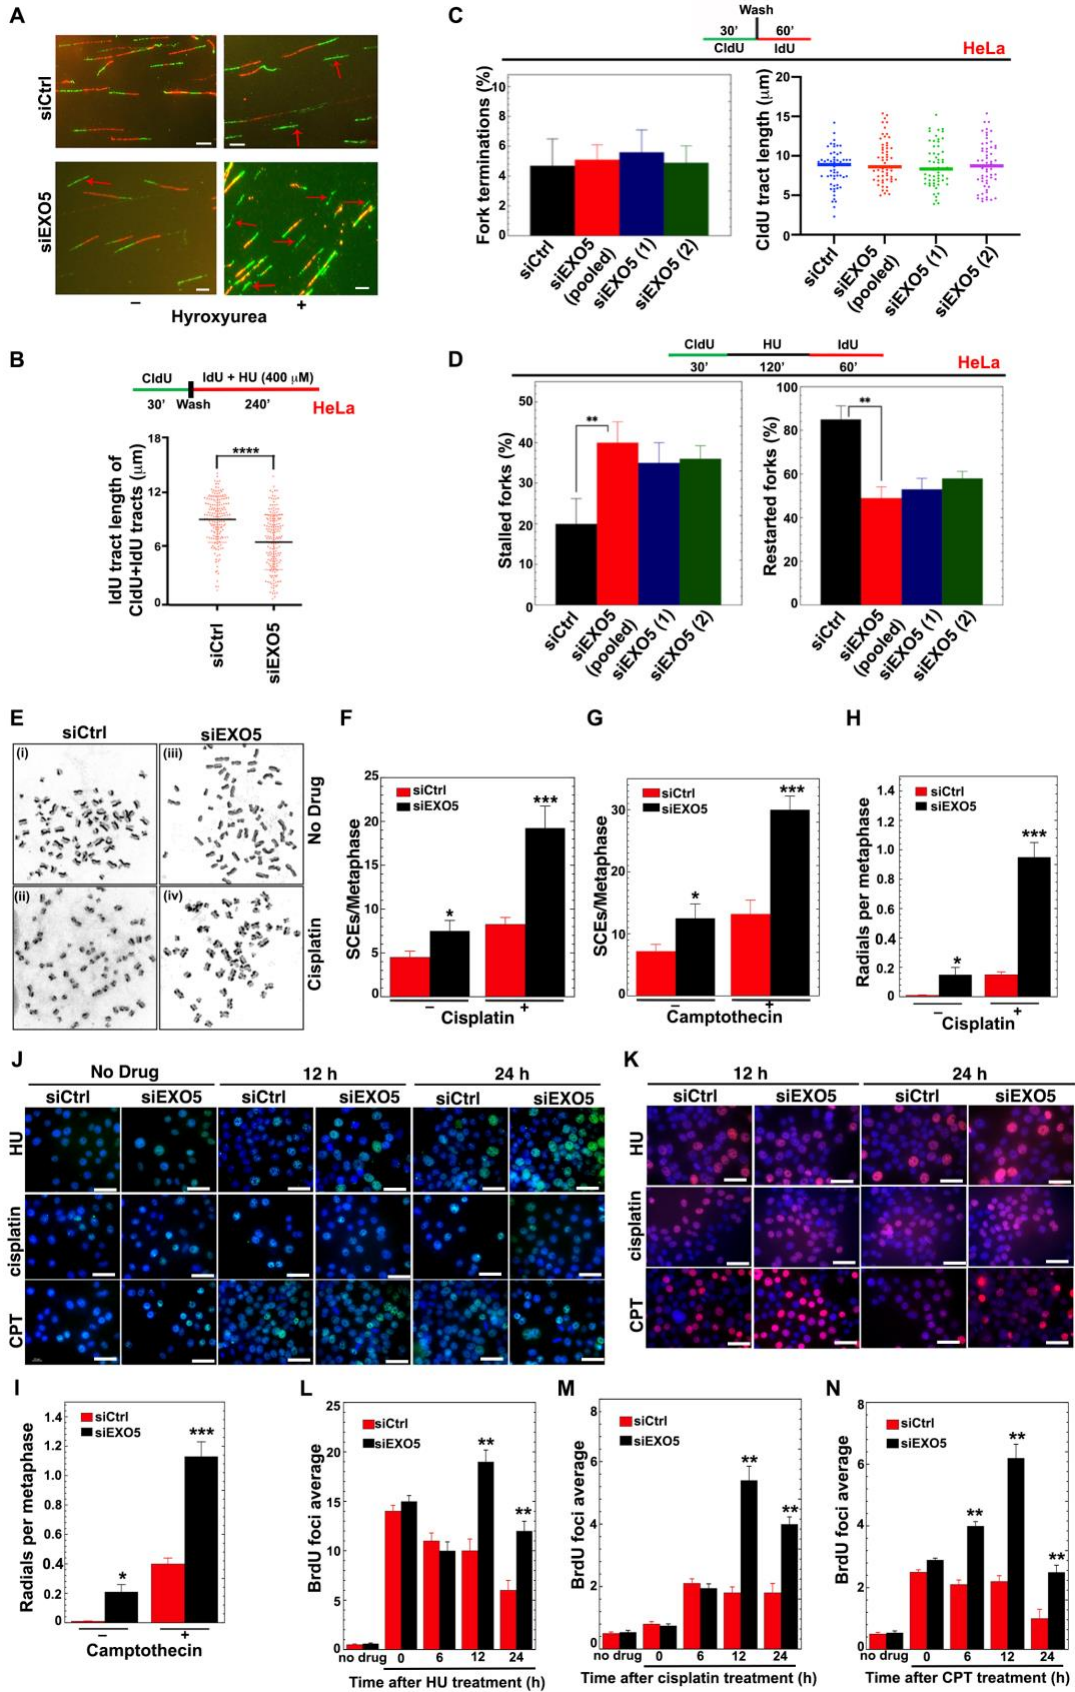 A
siCtrl
siEXO5
–
+
Hyroxyurea
B
CldU
IdU + HU (400 μM)
30’ Wash 240’
HeLa
IdU tract length of
CldU+IdU tracts (μm)
18
12
6
0
****
siCtrl
siEXO5
C
Wash
30’ 60’
CldU IdU
HeLa
Fork terminations (%)
10
8
6
4
2
0
siCtrl
siEXO5
(pooled)
siEXO5 (1)
siEXO5 (2)
CldU tract length (μm)
20
15
10
5
0
siCtrl
siEXO5
(pooled)
siEXO5 (1)
siEXO5 (2)
D
CldU HU IdU
30’ 120’ 60’
HeLa
Stalled forks (%)
50
40
30
20
10
0
**
siCtrl
siEXO5
(pooled)
siEXO5 (1)
siEXO5 (2)
Restarted forks (%)
100
80
60
40
20
0
**
siCtrl
siEXO5
(pooled)
siEXO5 (1)
siEXO5 (2)
E
siCtrl siEXO5
(i) (iii)
No Drug
(ii) (iv)
Cisplatin
F
SCEs/Metaphase
25
20
15
10
5
0
siCtrl
siEXO5
*
***
– +
Cisplatin
G
SCEs/Metaphase
30
20
10
0
siCtrl
siEXO5
*
***
– +
Camptothecin
H
Radials per metaphase
1.4
1.2
1.0
0.8
0.6
0.4
0.2
0
siCtrl
siEXO5
*
***
– +
Cisplatin
J
No Drug 12 h 24 h
siCtrl siEXO5 siCtrl siEXO5 siCtrl siEXO5
HU
cisplatin
CPT
K
12 h 24 h
siCtrl siEXO5 siCtrl siEXO5
HU
cisplatin
CPT
I
Radials per metaphase
1.4
1.2
1.0
0.8
0.6
0.4
0.2
0
siCtrl
siEXO5
*
***
– +
Camptothecin
L
BrdU foci average
25
20
15
10
5
0
siCtrl
siEXO5
**
**
no drug 0 6 12 24
Time after HU treatment (h)
M
BrdU foci average
8
6
4
2
0
siCtrl
siEXO5
**
**
no drug 0 6 12 24
Time after cisplatin treatment (h)
N
BrdU foci average
8
6
4
2
0
siCtrl
siEXO5
**
**
**
no drug 0 6 12 24
Time after CPT treatment (h)